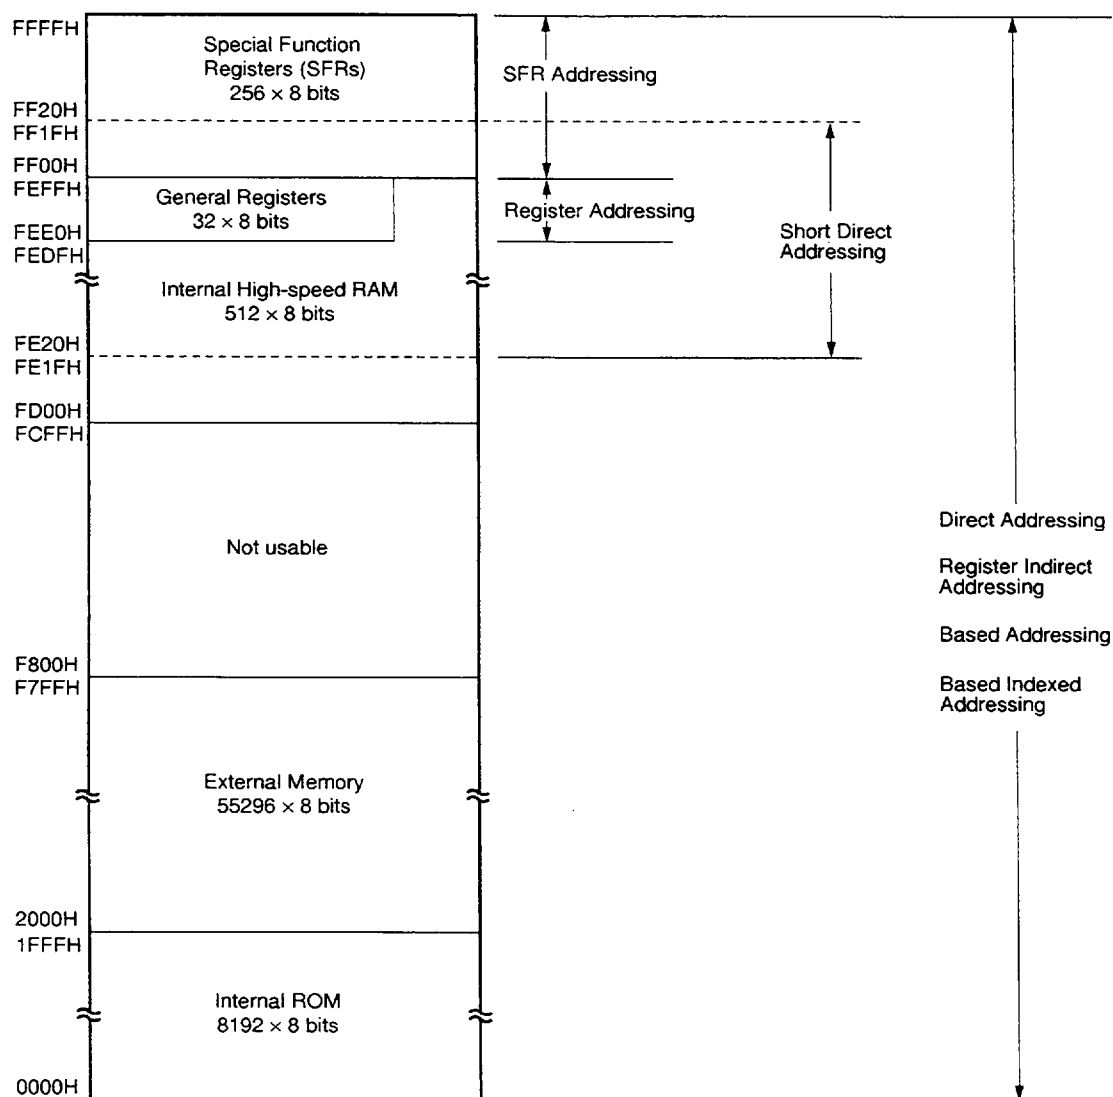 FFFFH
Special Function
Registers (SFRs)
256 × 8 bits
SFR Addressing
FF20H
FF1FH
FF00H
FEFFH
General Registers
32 × 8 bits
Register Addressing
FEE0H
FEDFH
Short Direct
Addressing
Internal High-speed RAM
512 × 8 bits
FE20H
FE1FH
FD00H
FCFFH
Not usable
Direct Addressing
Register Indirect
Addressing
Based Addressing
Based Indexed
Addressing
F800H
F7FFH
External Memory
55296 × 8 bits
2000H
1FFFH
Internal ROM
8192 × 8 bits
0000H